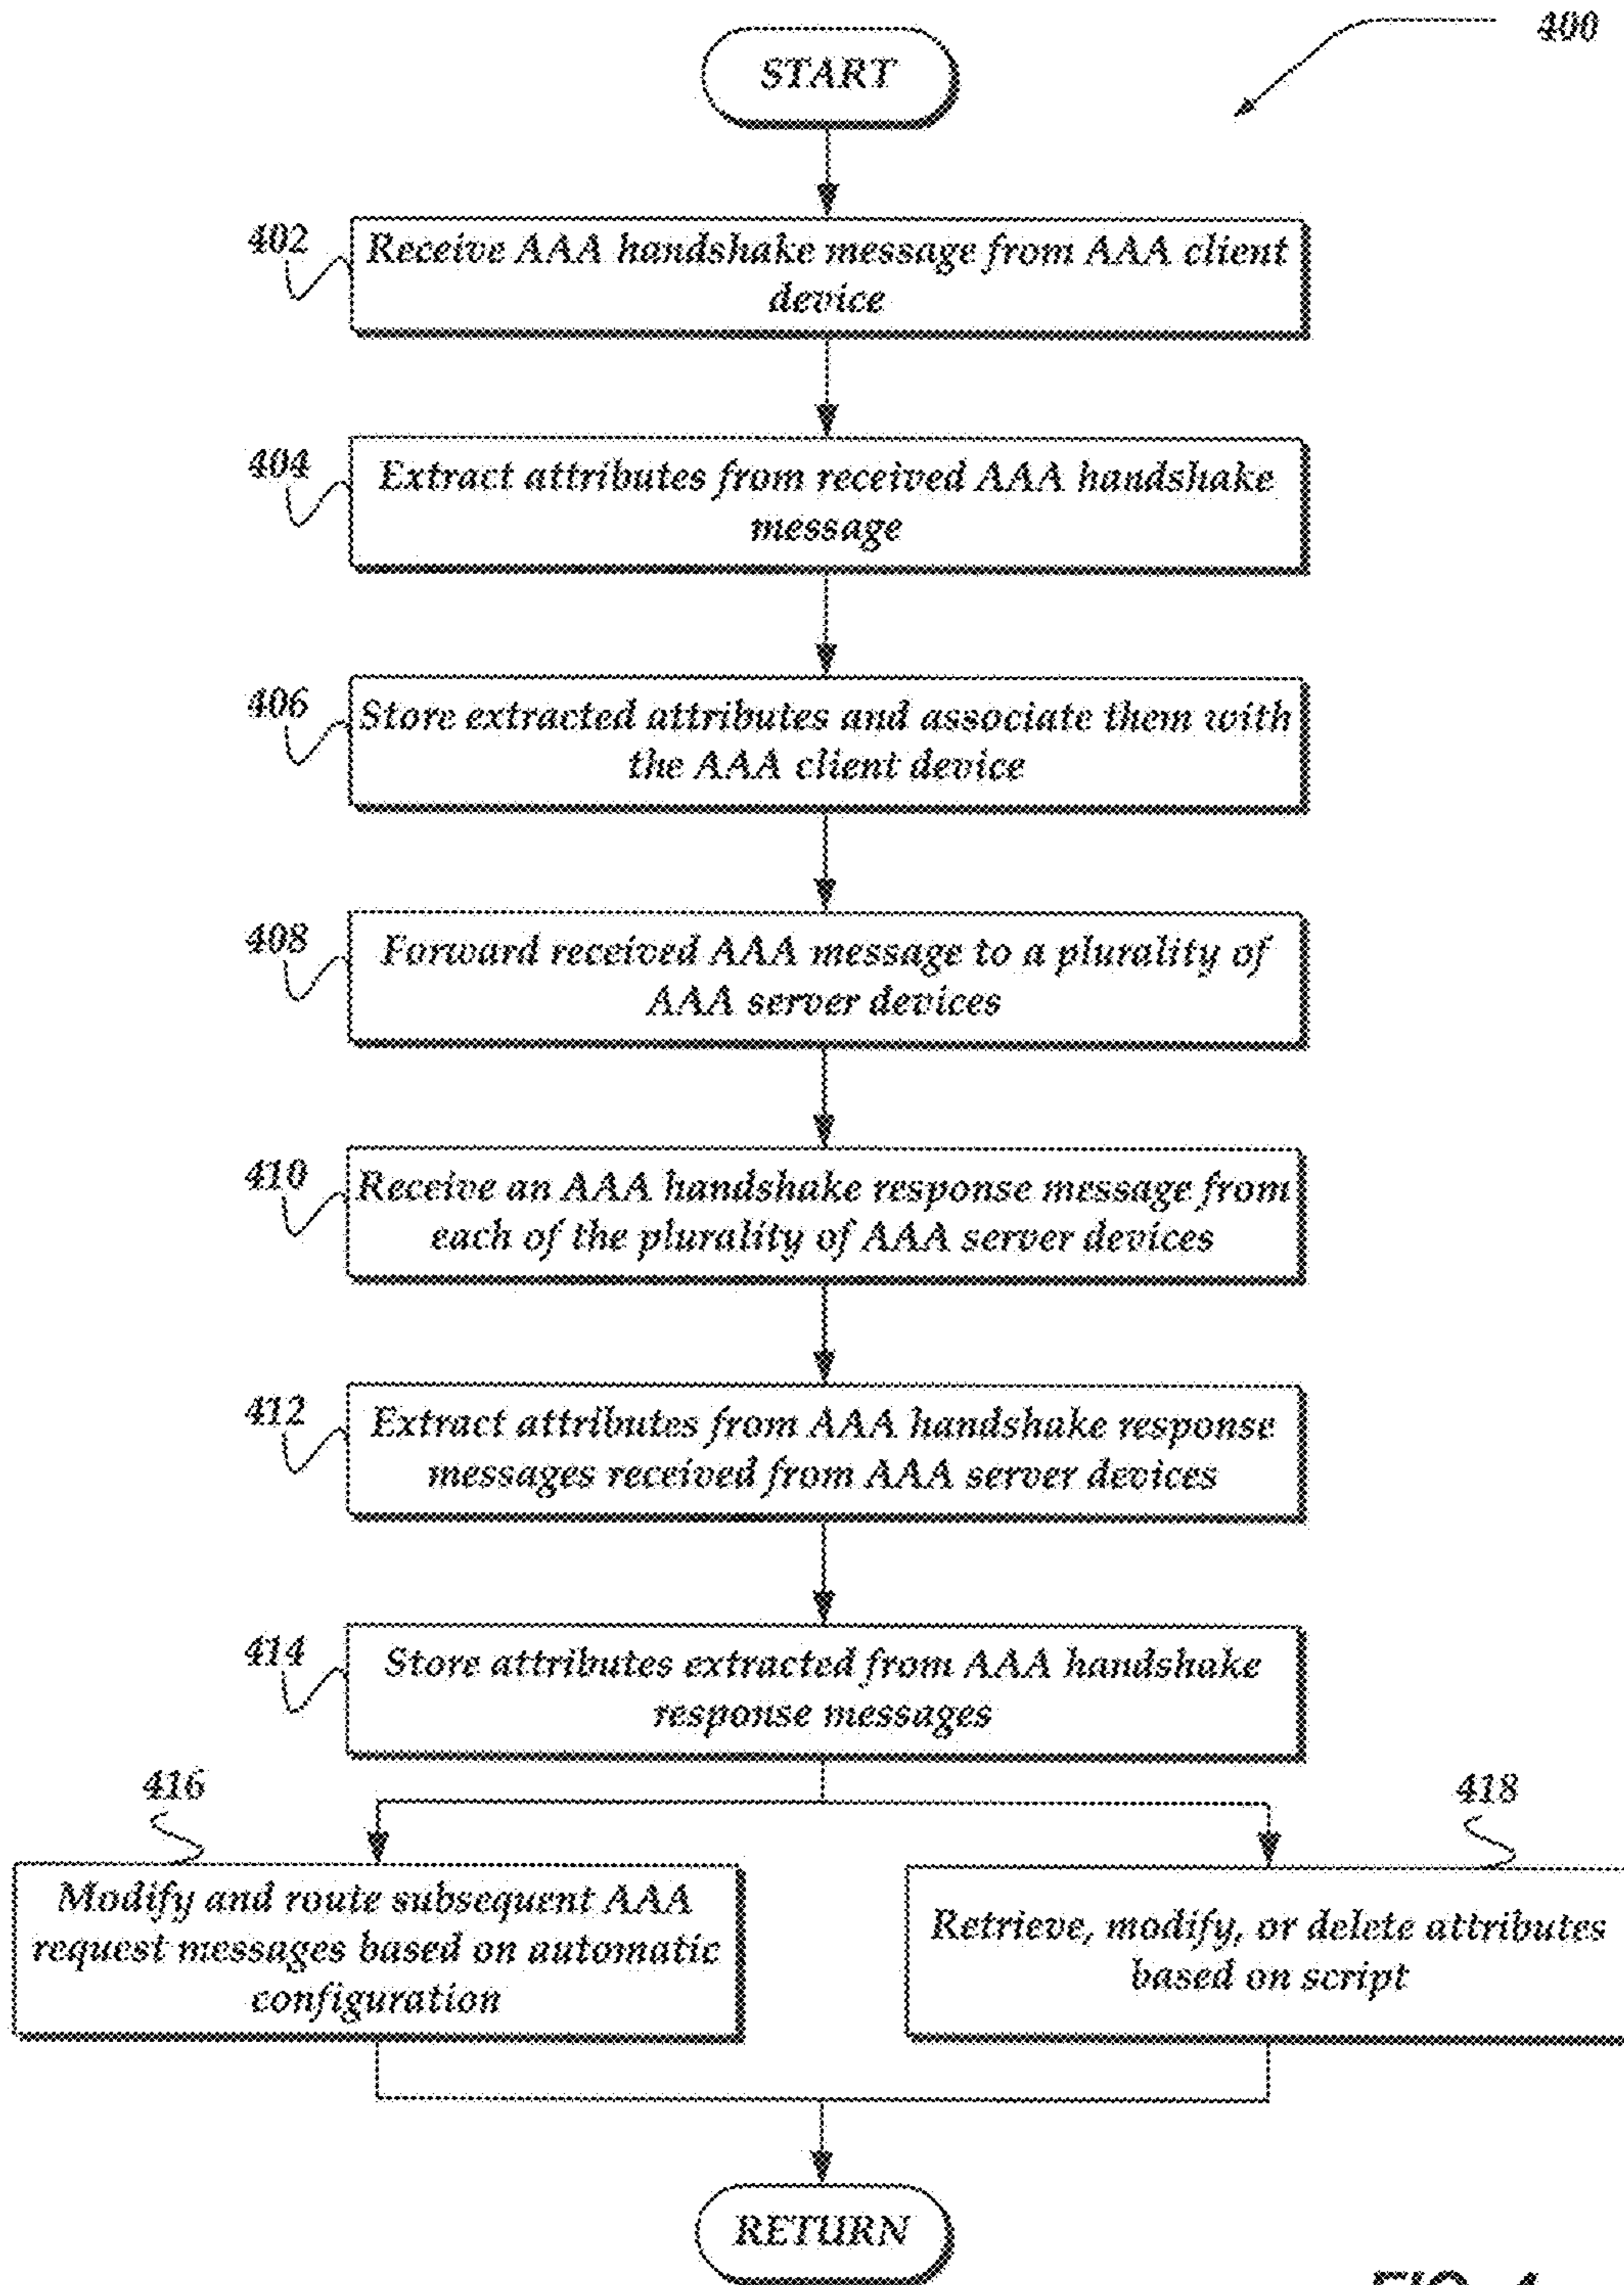 400
START
402
Receive AAA handshake message from AAA client
device
404
Extract attributes from received AAA handshake
message
406
Store extracted attributes and associate them with
the AAA client device
408
Forward received AAA message to a plurality of
AAA server devices
410
Receive an AAA handshake response message from
each of the plurality of AAA server devices
412
Extract attributes from AAA handshake response
messages received from AAA server devices
414
Store attributes extracted from AAA handshake
response messages
416
418
Modify and route subsequent AAA
request messages based on automatic
configuration
Retrieve, modify, or delete attributes
based on script
RETURN